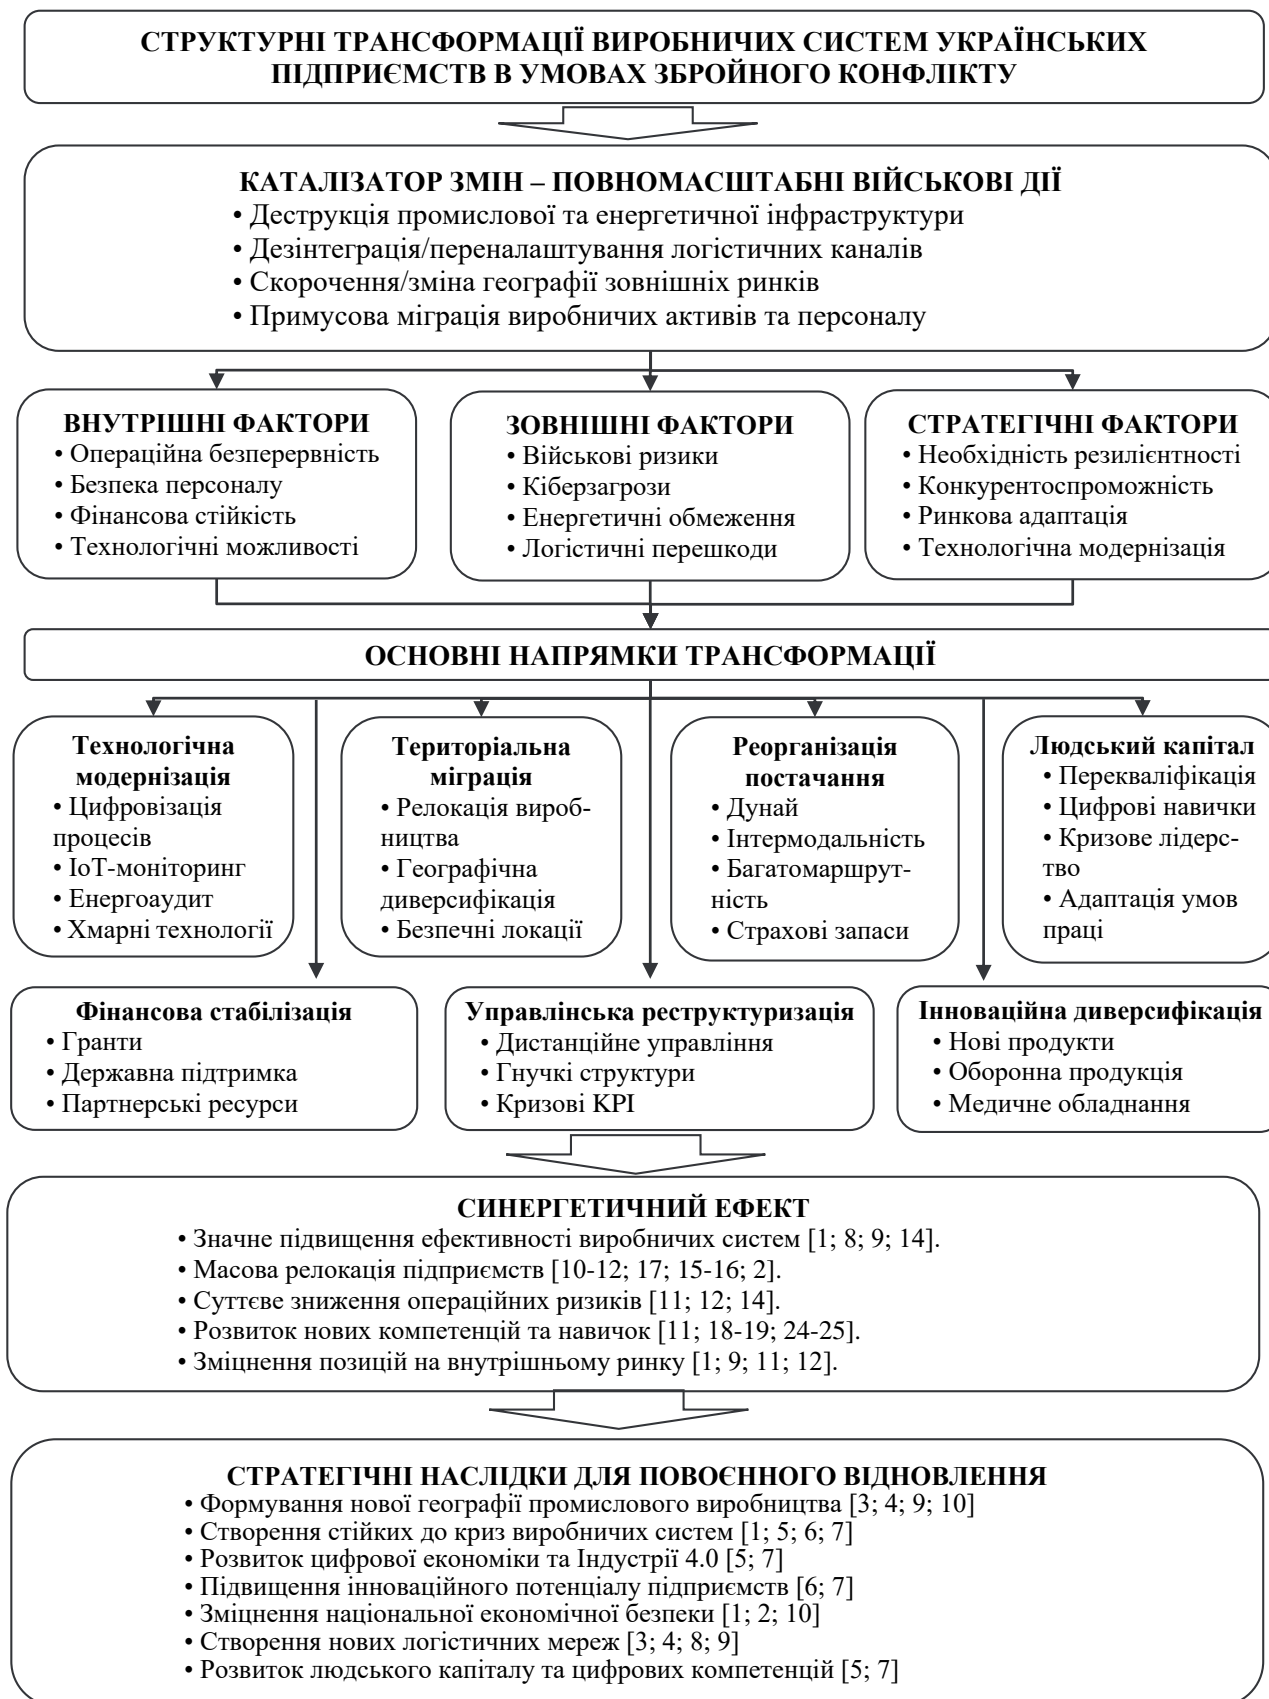 СТРУКТУРНІ ТРАНСФОРМАЦІЇ ВИРОБНИЧИХ СИСТЕМ УКРАЇНСЬКИХ
ПІДПРИЄМСТВ В УМОВАХ ЗБРОЙНОГО КОНФЛІКТУ
КАТАЛІЗАТОР ЗМІН – ПОВНОМАСШТАБНІ ВІЙСЬКОВІ ДІЇ
• Деструкція промислової та енергетичної інфраструктури
• Дезінтеграція/переналаштування логістичних каналів
• Скорочення/зміна географії зовнішніх ринків
• Примусова міграція виробничих активів та персоналу
ВНУТРІШНІ ФАКТОРИ
• Операційна безперервність
• Безпека персоналу
• Фінансова стійкість
• Технологічні можливості
ЗОВНІШНІ ФАКТОРИ
• Військові ризики
• Кіберзагрози
• Енергетичні обмеження
• Логістичні перешкоди
СТРАТЕГІЧНІ ФАКТОРИ
• Необхідність резилієнтності
• Конкурентоспроможність
• Ринкова адаптація
• Технологічна модернізація
ОСНОВНІ НАПРЯМКИ ТРАНСФОРМАЦІЇ
Технологічна
модернізація
• Цифровізація
процесів
• IoT-моніторинг
• Енергоаудит
• Хмарні технології
Територіальна
міграція
• Релокація вироб-
ництва
• Географічна
диверсифікація
• Безпечні локації
Реорганізація
постачання
• Дунай
• Інтермодальність
• Багатомаршрут-
ність
• Страхові запаси
Людський капітал
• Перекваліфікація
• Цифрові навички
• Кризове лідерс-
тво
• Адаптація умов
праці
Фінансова стабілізація
• Гранти
• Державна підтримка
• Партнерські ресурси
Управлінська реструктуризація
• Дистанційне управління
• Гнучкі структури
• Кризові KPI
Інноваційна диверсифікація
• Нові продукти
• Оборонна продукція
• Медичне обладнання
СИНЕРГЕТИЧНИЙ ЕФЕКТ
• Значне підвищення ефективності виробничих систем [1; 8; 9; 14].
• Масова релокація підприємств [10-12; 17; 15-16; 2].
• Суттєве зниження операційних ризиків [11; 12; 14].
• Розвиток нових компетенцій та навичок [11; 18-19; 24-25].
• Зміцнення позицій на внутрішньому ринку [1; 9; 11; 12].
СТРАТЕГІЧНІ НАСЛІДКИ ДЛЯ ПОВОЄННОГО ВІДНОВЛЕННЯ
• Формування нової географії промислового виробництва [3; 4; 9; 10]
• Створення стійких до криз виробничих систем [1; 5; 6; 7]
• Розвиток цифрової економіки та Індустрії 4.0 [5; 7]
• Підвищення інноваційного потенціалу підприємств [6; 7]
• Зміцнення національної економічної безпеки [1; 2; 10]
• Створення нових логістичних мереж [3; 4; 8; 9]
• Розвиток людського капіталу та цифрових компетенцій [5; 7]